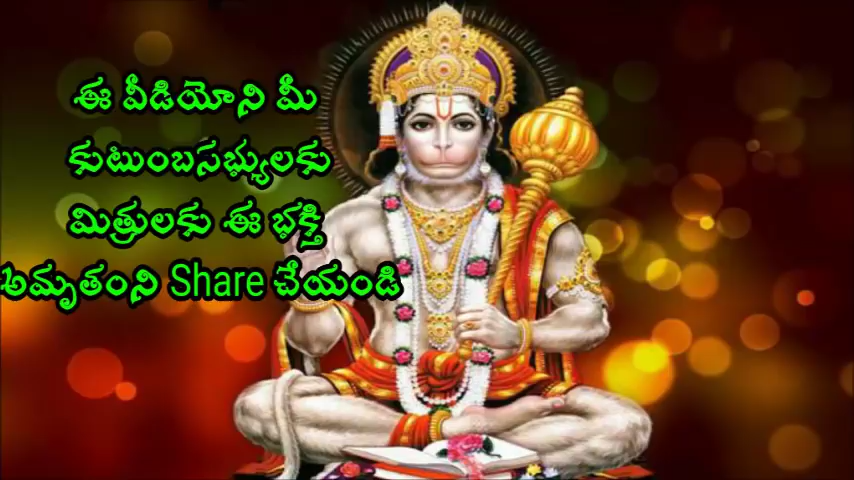 ఈ వీడియోని మీ
కుటుంబసభ్యులకు
మిత్రులకు ఈ భక్తి
అమృతంని Share చేయండి